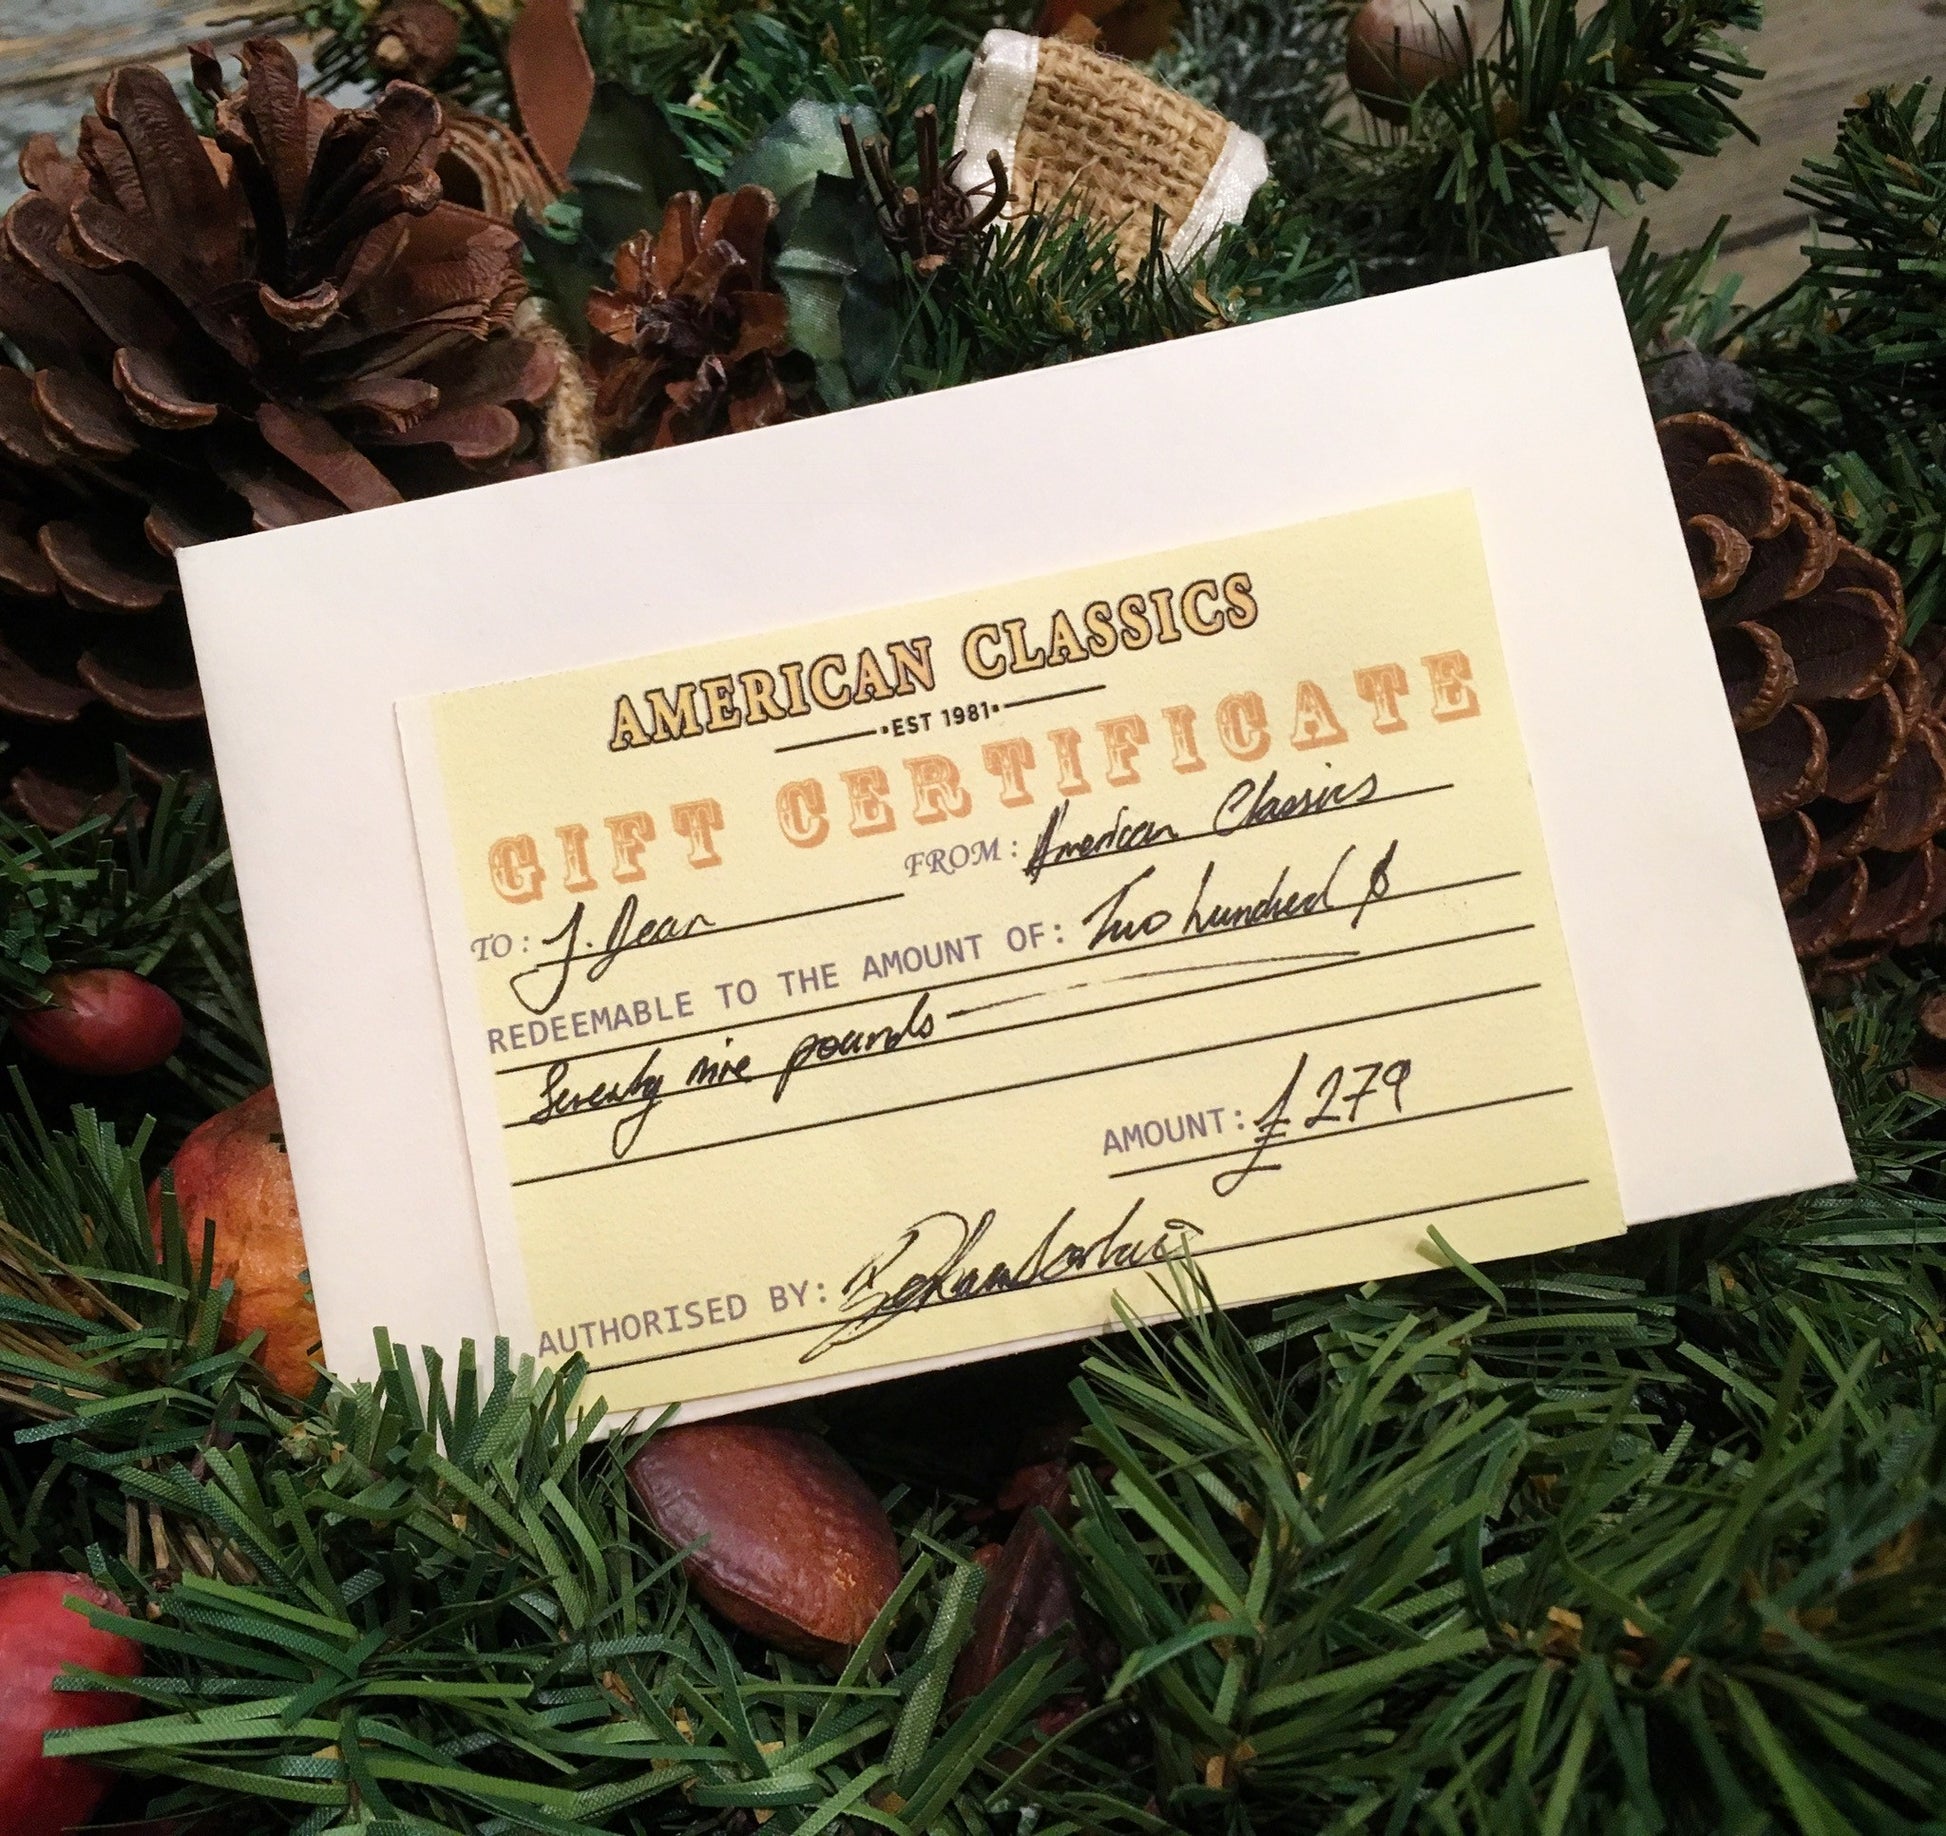 AMERICAN CLASSICS
•EST 1981•
GIFT CERTIFICATE
TO: J. Dean FROM: American Classics
REDEEMABLE TO THE AMOUNT OF: Two hundred &
Seventy nine pounds
AMOUNT: £279
AUTHORISED BY: